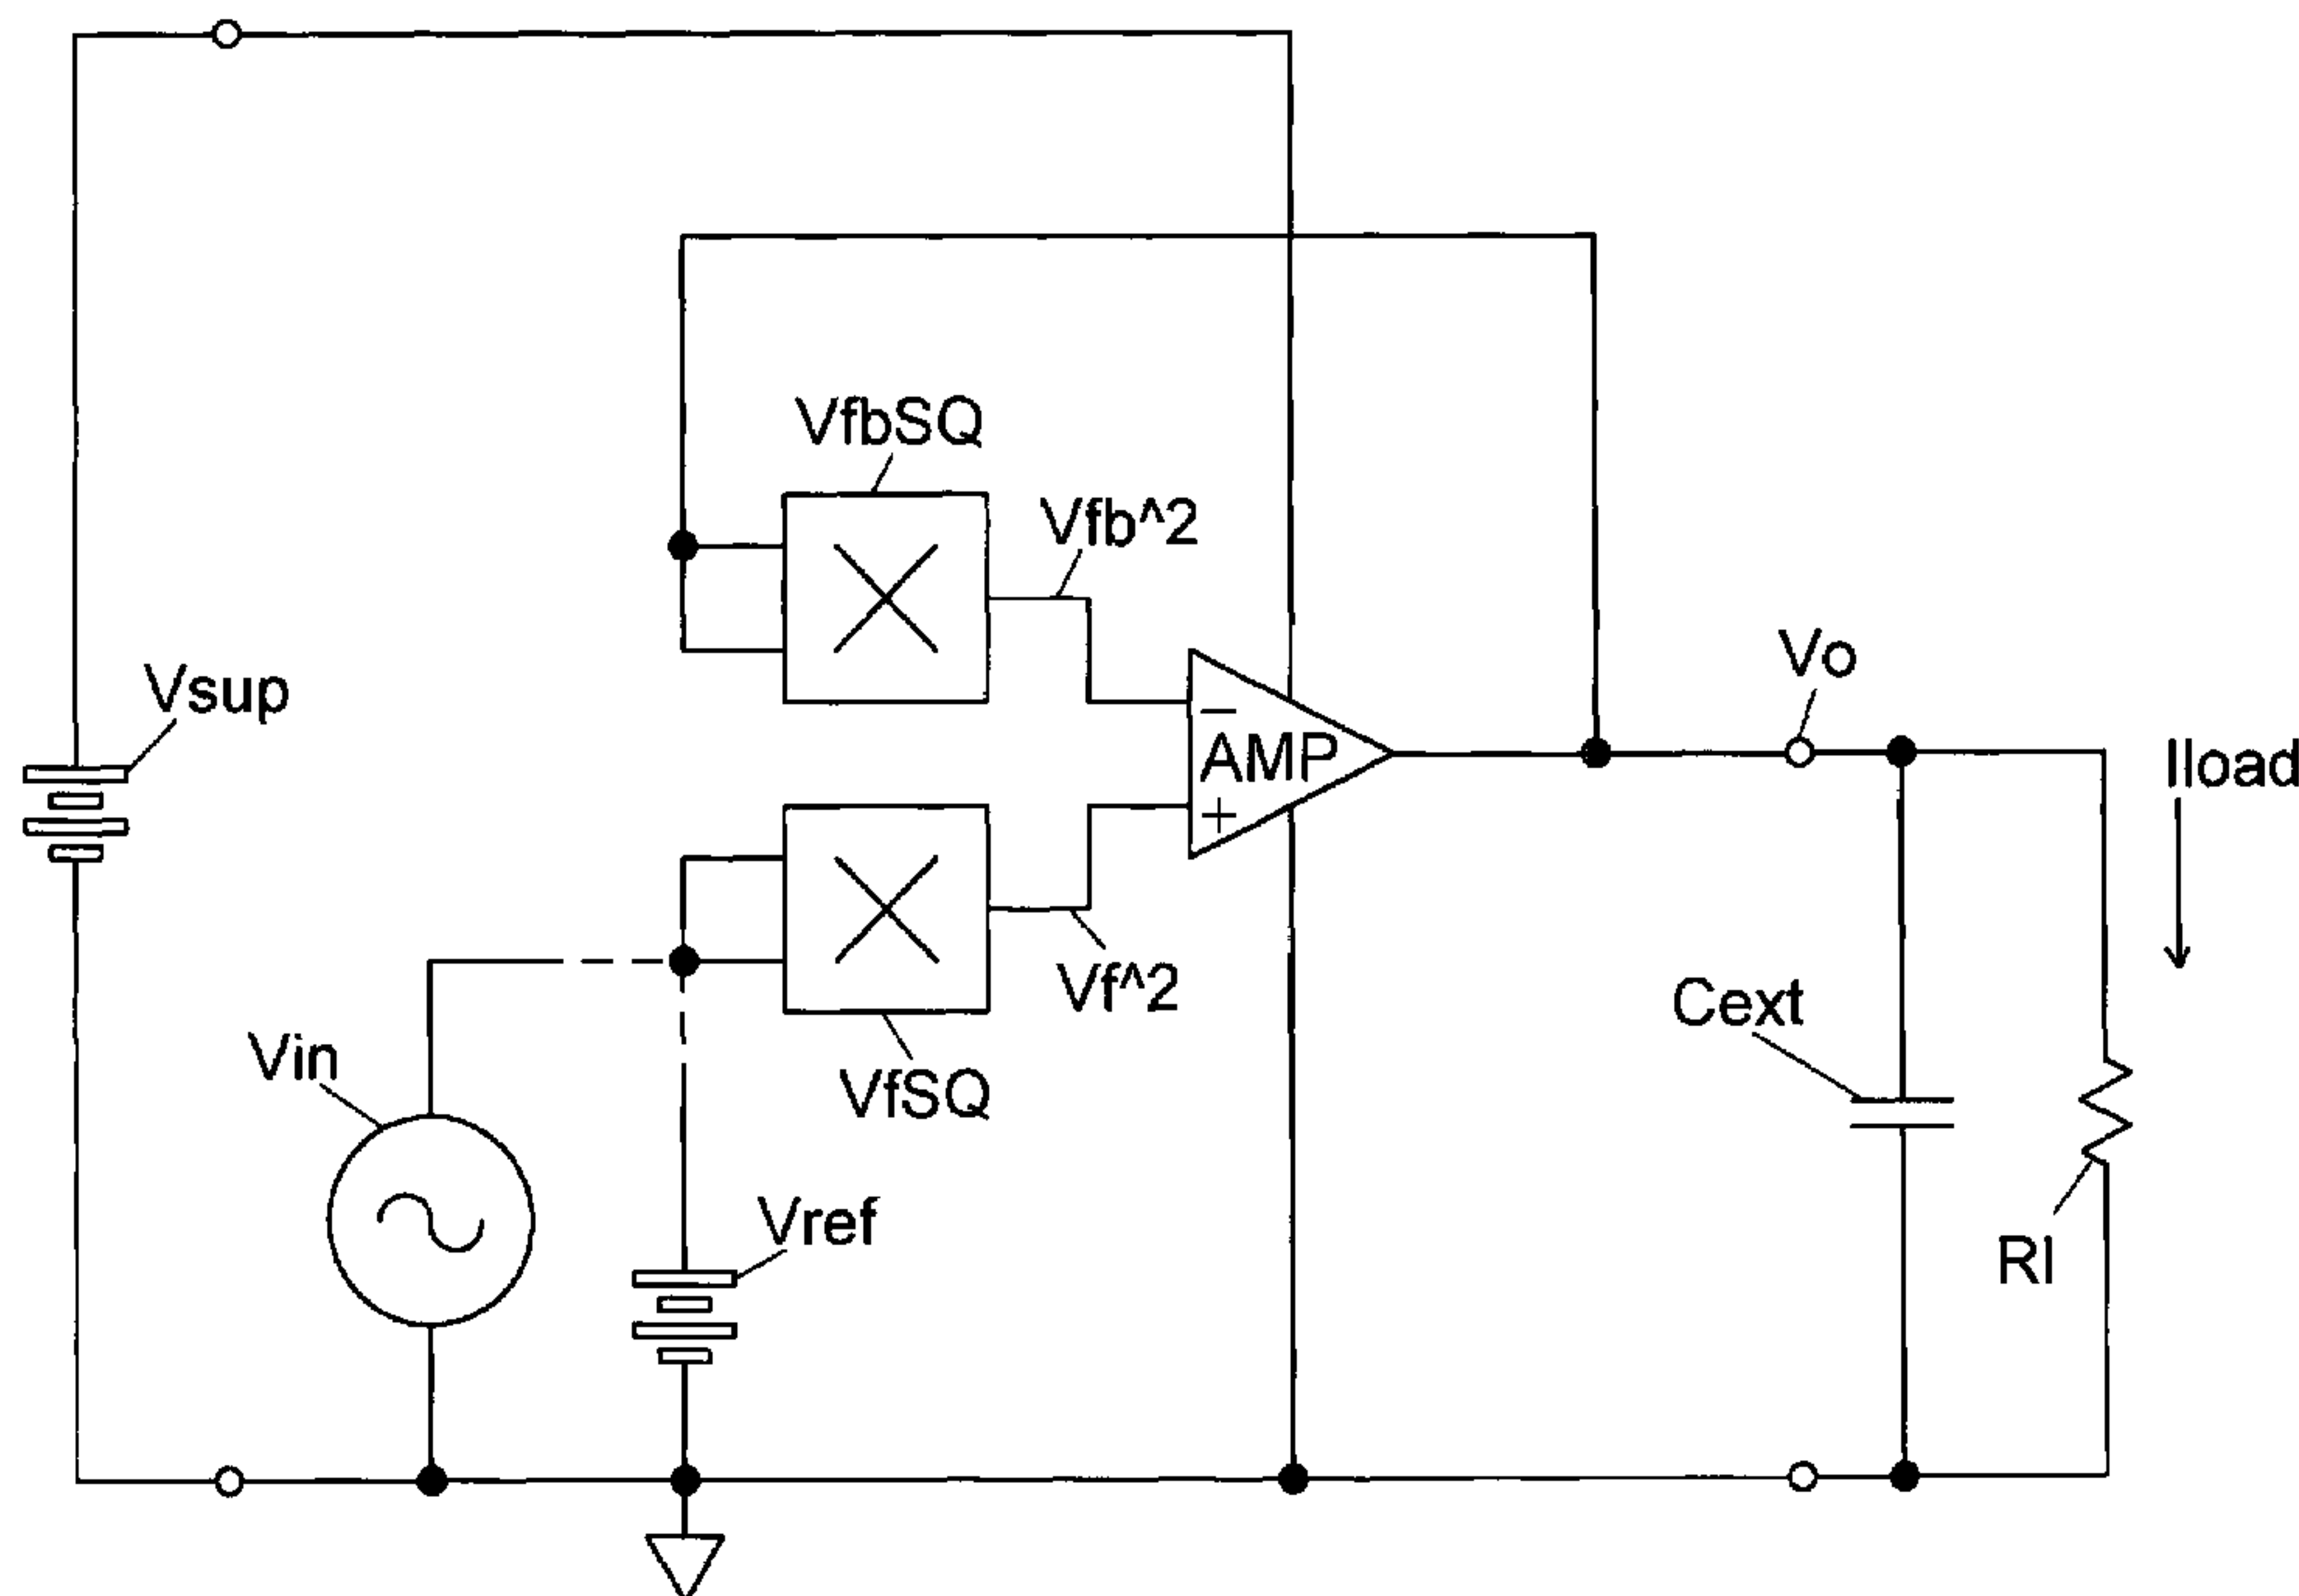 VfbSQ
Vfb^2
Vsup
Vo
−
AMP
+
Iload
Vf^2
Cext
Vin
VfSQ
Vref
Rl